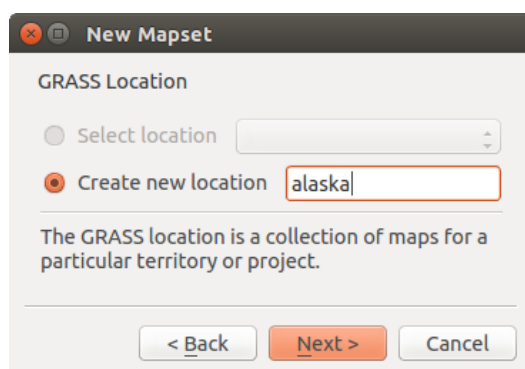 New Mapset
GRASS Location
Select location
Create new location alaska
The GRASS location is a collection of maps for a
particular territory or project.
< Back Next > Cancel